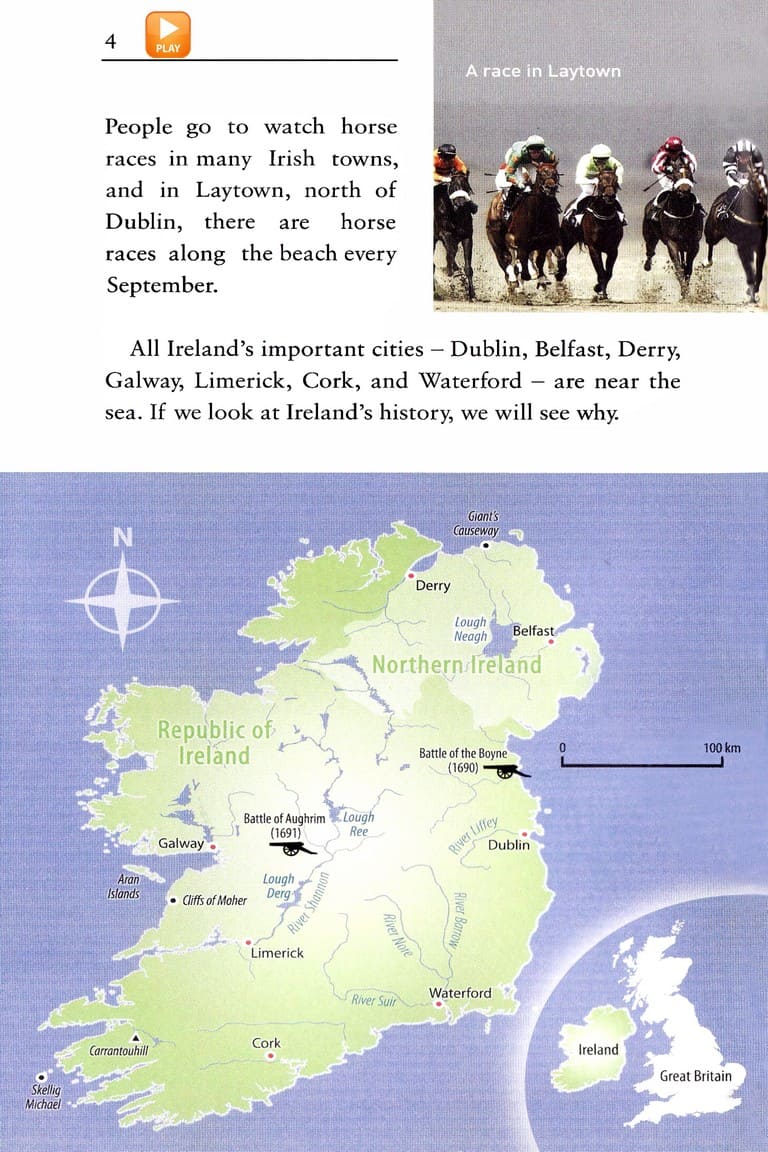 4
PLAY
A race in Laytown
People go to watch horse
races in many Irish towns,
and in Laytown, north of
Dublin, there are horse
races along the beach every
September.
All Ireland's important cities – Dublin, Belfast, Derry,
Galway, Limerick, Cork, and Waterford – are near the
sea. If we look at Ireland's history, we will see why.
Giant's
Causeway
N
Derry
Lough
Neagh
Belfast
Northern Ireland
Republic of
Ireland
Battle of the Boyne
(1690)
0
100 km
Battle of Aughrim
(1691)
Lough
Ree
River Liffey
Galway
Dublin
Aran
Islands
Cliffs of Moher
Lough
Derg
River Shannon
River Nore
River Barrow
Limerick
River Suir
Waterford
Cork
Carrantouhill
Skellig
Michael
Ireland
Great Britain